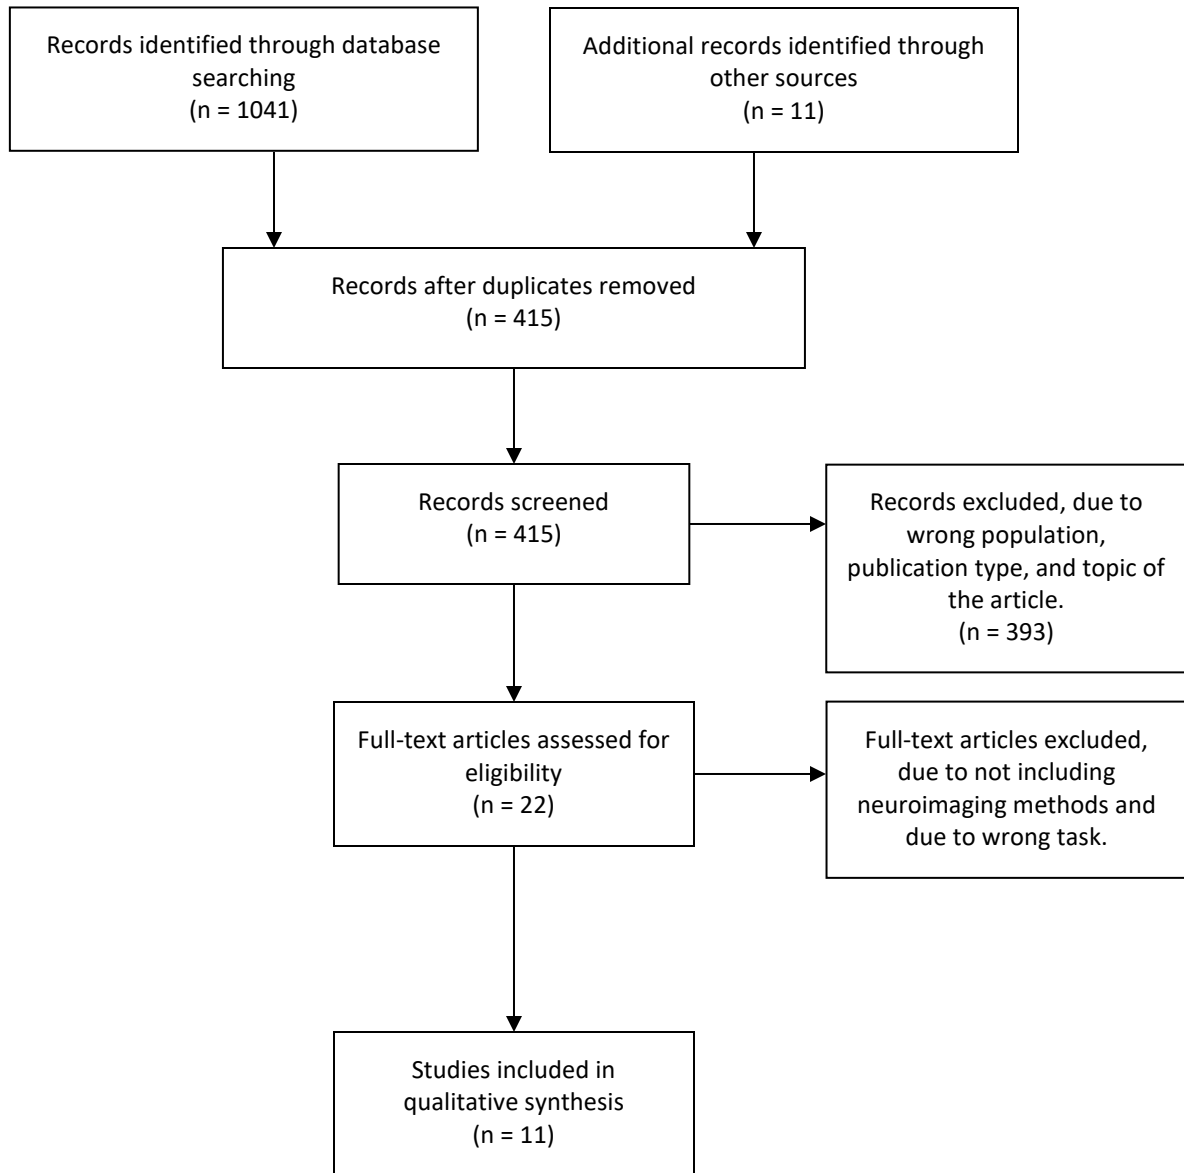 Records identified through database
searching
(n = 1041)
Additional records identified through
other sources
(n = 11)
Records after duplicates removed
(n = 415)
Records screened
(n = 415)
Records excluded, due to
wrong population,
publication type, and topic of
the article.
(n = 393)
Full-text articles assessed for
eligibility
(n = 22)
Full-text articles excluded,
due to not including
neuroimaging methods and
due to wrong task.
Studies included in
qualitative synthesis
(n = 11)